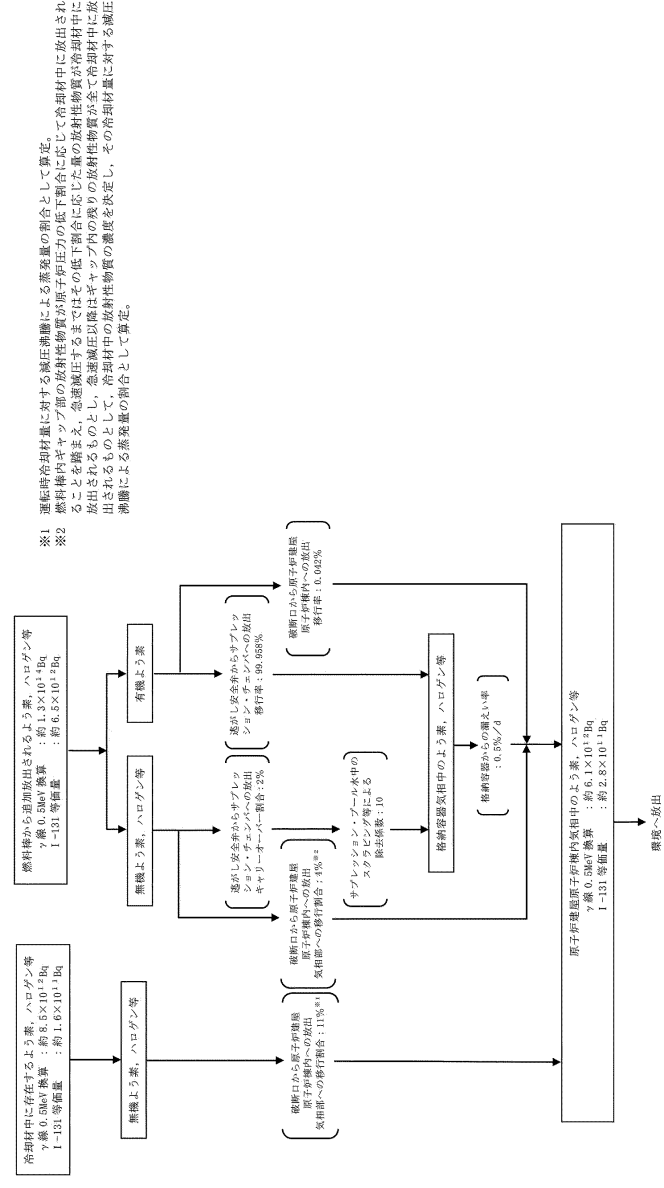 冷却材中に存在するよう素，ハロゲン等
γ線 0.5MeV 換算 ：約 8.5×10¹²Bq
I-131 等価量 ：約 1.6×10¹¹Bq
無機よう素，ハロゲン等
破断口から原子炉建屋
原子炉棟内への放出
気相部への移行割合：11%※1
燃料棒から追加放出されるよう素，ハロゲン等
γ線 0.5MeV 換算 ：約 1.3×10¹⁴Bq
I-131 等価量 ：約 6.5×10¹²Bq
無機よう素，ハロゲン等
有機よう素
破断口から原子炉建屋
原子炉棟内への放出
気相部への移行割合：4%※2
逃がし安全弁からサプレッ
ション・チェンバへの放出
キャリーオーバー割合：2%
サプレッション・プール水中の
スクラビング等による
除去係数：10
逃がし安全弁からサプレッ
ション・チェンバへの放出
移行率：99.958%
破断口から原子炉建屋
原子炉棟内への放出
移行率：0.042%
格納容器気相中のよう素，ハロゲン等
格納容器からの漏えい率
：0.5%／d
原子炉建屋原子炉棟内気相中のよう素，ハロゲン等
γ線 0.5MeV 換算 ：約 6.1×10¹²Bq
I-131 等価量 ：約 2.8×10¹¹Bq
環境へ放出
※1 運転時冷却材量に対する減圧沸騰による蒸発量の割合として算定。
※2 燃料棒内ギャップ部の放射性物質が原子炉圧力の低下割合に応じて冷却材中に放出され
ることを踏まえ，急速減圧するまではその低下割合に応じた量の放射性物質が冷却材中に
放出されるものとし，急速減圧以降はギャップ内の残りの放射性物質が全て冷却材中に放
出されるものとして，冷却材中の放射性物質の濃度を決定し，その冷却材量に対する減圧
沸騰による蒸発量の割合として算定。